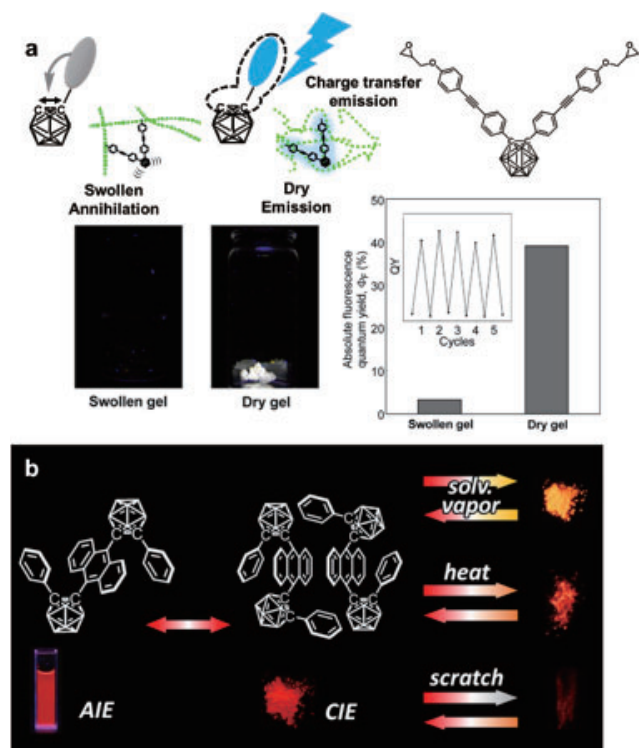 a
C C
C C
O
O
O
O
Charge transfer
emission
Swollen
Annihilation
Dry
Emission
Swollen gel
Dry gel
Absolute fluorescence
quantum yield, ΦF (%)
50
40
30
20
10
0
QY
1 2 3 4 5
Cycles
Swollen gel
Dry gel
b
C C
C C
C C
C C
C C
C C
AIE
CIE
solv.
vapor
heat
scratch